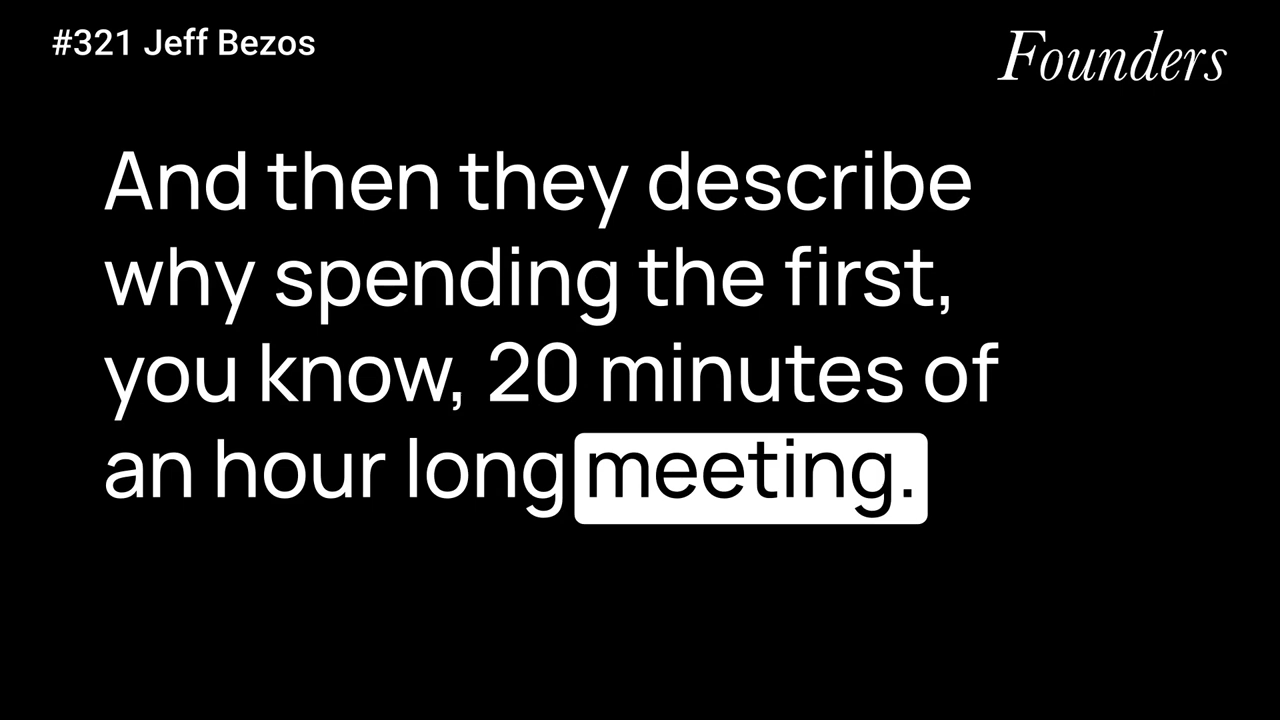 #321 Jeff Bezos
Founders
And then they describe
why spending the first,
you know, 20 minutes of
an hour long meeting.